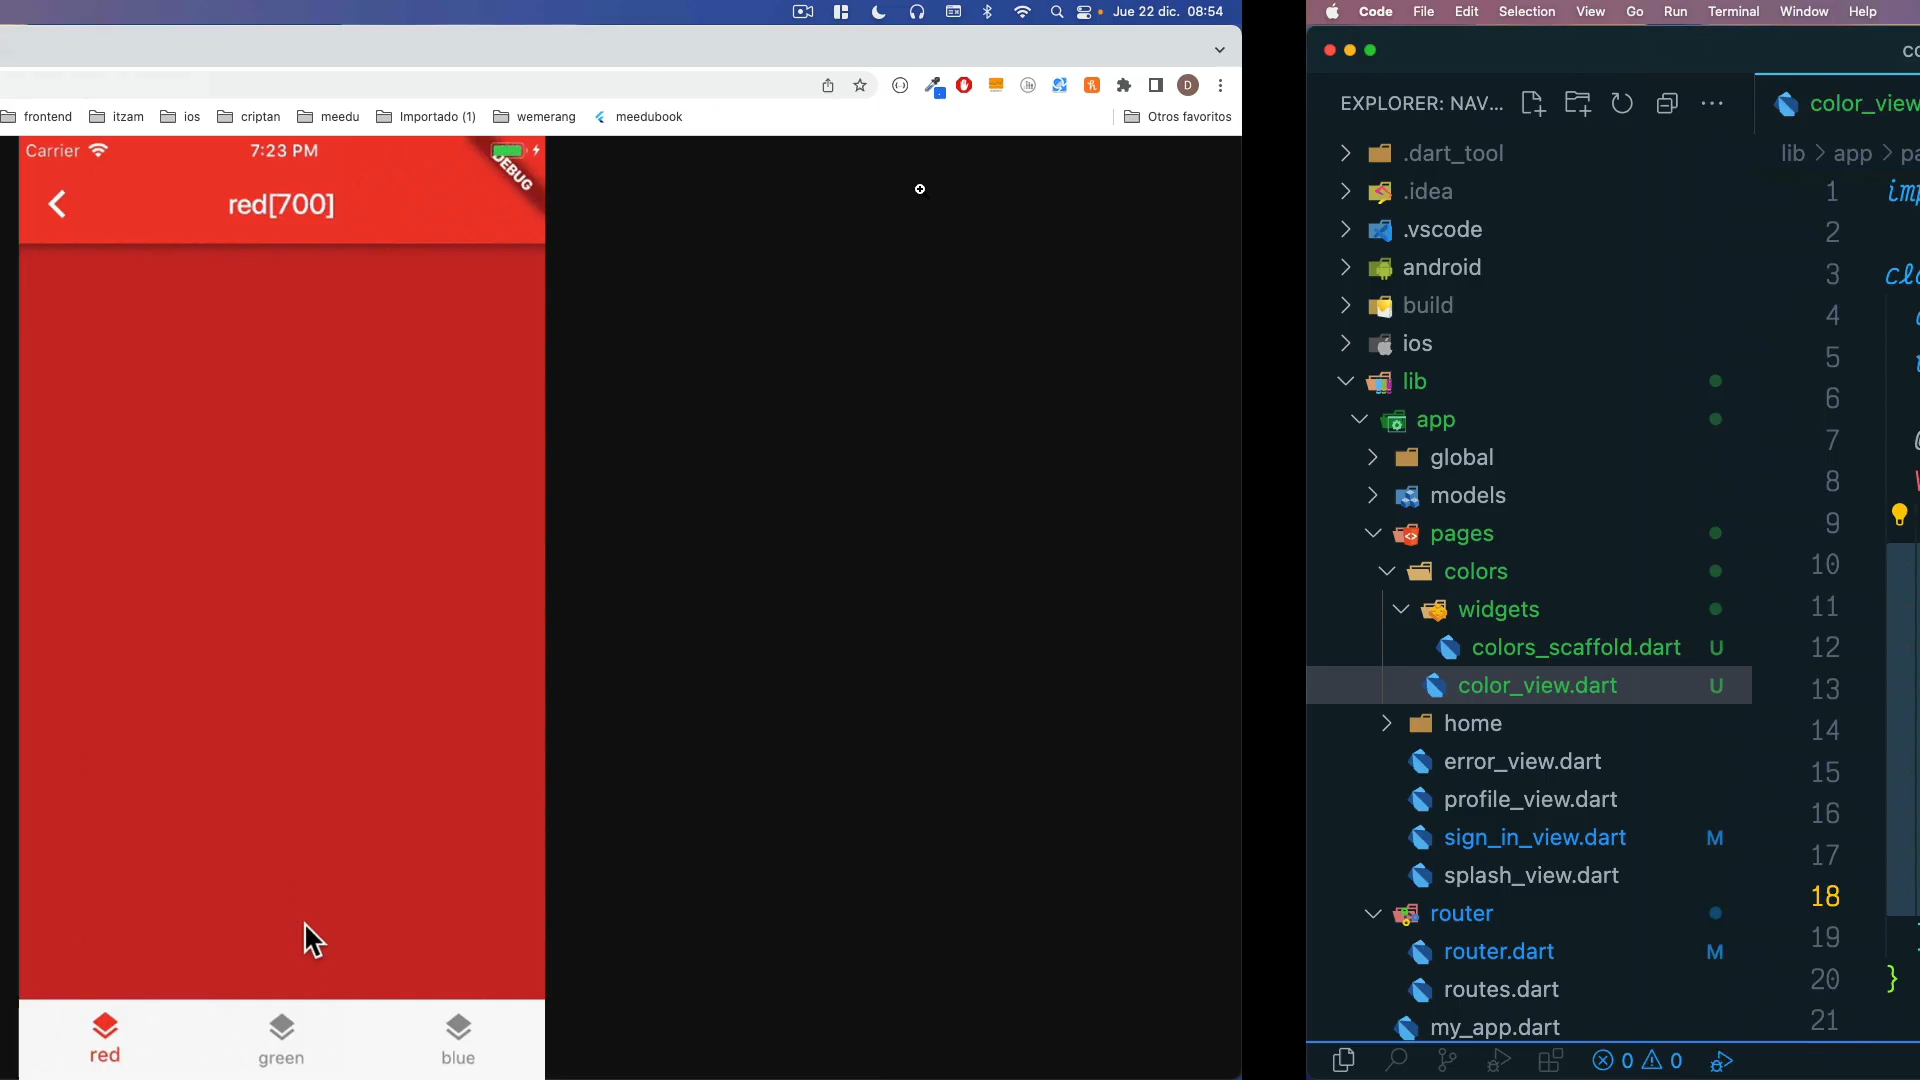 Jue 22 dic. 08:54
frontend itzam ios criptan meedu Importado (1) wemerang meedubook Otros favoritos
D
Carrier 7:23 PM
DEBUG
red[700]
red green blue
Code File Edit Selection View Go Run Terminal Window Help
EXPLORER: NAV...
.dart_tool
.idea
.vscode
android
build
ios
lib
app
global
models
pages
colors
widgets
colors_scaffold.dart U
color_view.dart U
home
error_view.dart
profile_view.dart
sign_in_view.dart M
splash_view.dart
router
router.dart M
routes.dart
my_app.dart
0 0
color_view
lib > app > pa
1 imp
2
3 cla
4
5
6
7
8
9
10
11
12
13
14
15
16
17
18
19
20 }
21